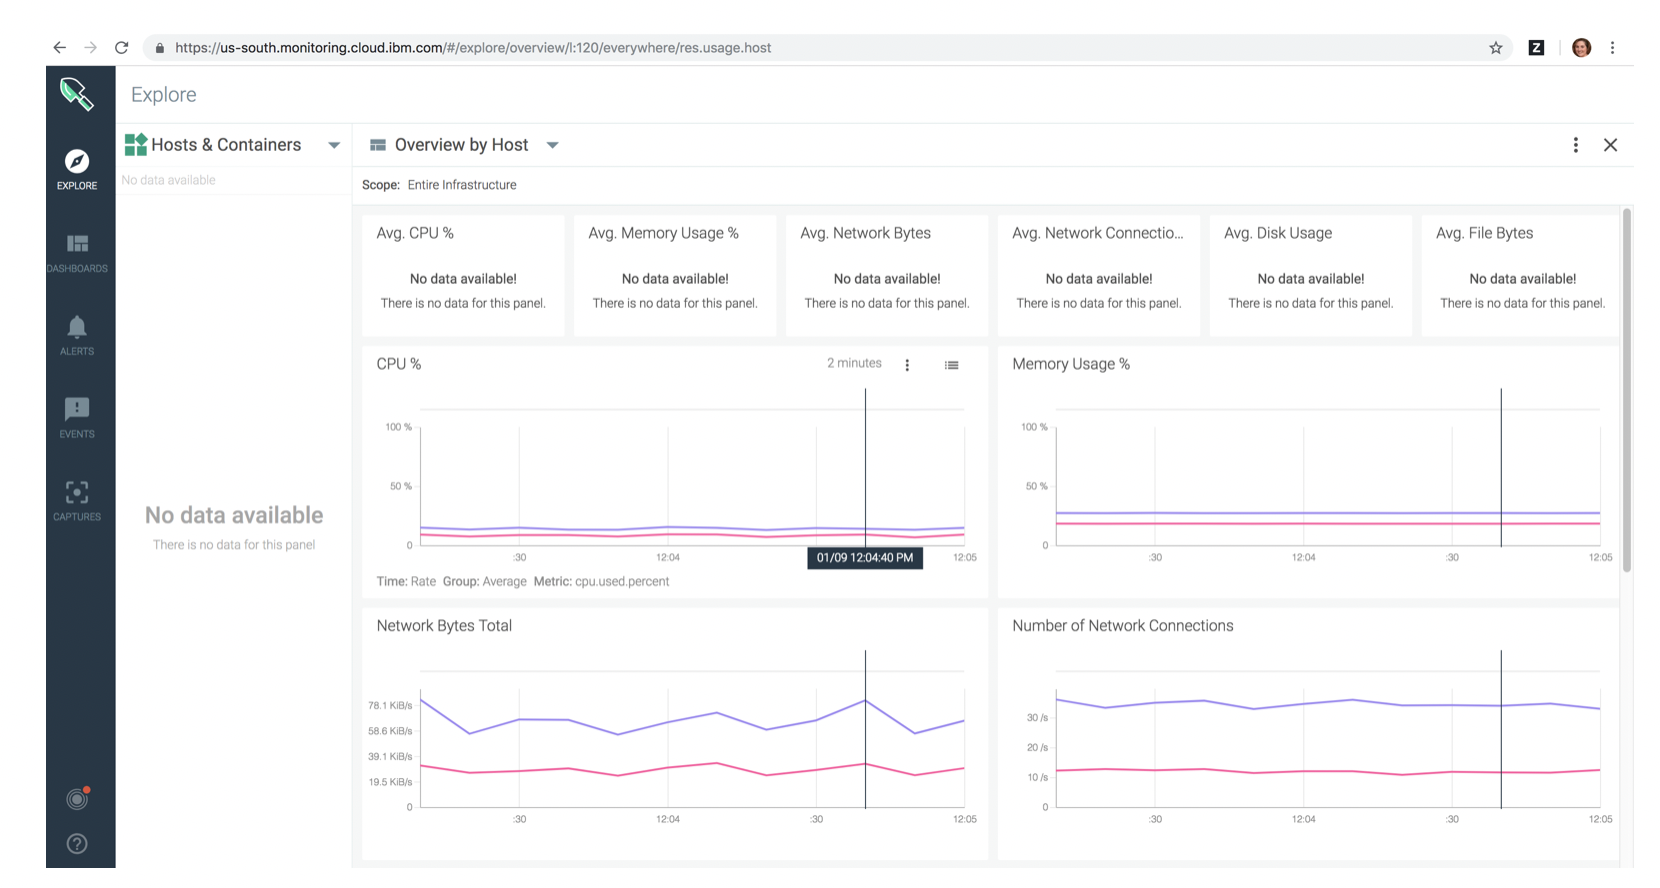 https://us-south.monitoring.cloud.ibm.com/#/explore/overview/l:120/everywhere/res.usage.host
Z
Explore
EXPLORE
DASHBOARDS
ALERTS
EVENTS
CAPTURES
Hosts & Containers
No data available
No data available
There is no data for this panel
Overview by Host
Scope: Entire Infrastructure
Avg. CPU %
No data available!
There is no data for this panel.
Avg. Memory Usage %
No data available!
There is no data for this panel.
Avg. Network Bytes
No data available!
There is no data for this panel.
Avg. Network Connectio...
No data available!
There is no data for this panel.
Avg. Disk Usage
No data available!
There is no data for this panel.
Avg. File Bytes
No data available!
There is no data for this panel.
CPU %
2 minutes
100 %
50 %
0
:30
12:04
01/09 12:04:40 PM
12:05
Time: Rate Group: Average Metric: cpu.used.percent
Memory Usage %
100 %
50 %
0
:30
12:04
:30
12:05
Network Bytes Total
78.1 KiB/s
58.6 KiB/s
39.1 KiB/s
19.5 KiB/s
0
:30
12:04
:30
12:05
Number of Network Connections
30 /s
20 /s
10 /s
0
:30
12:04
:30
12:05